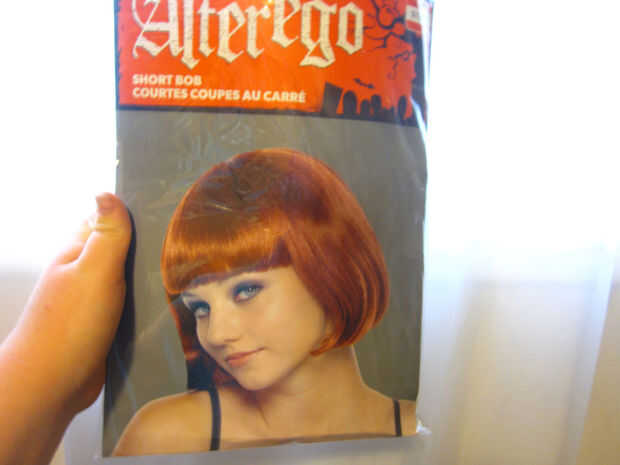 Alterego
SHORT BOB
COURTES COUPES AU CARRÉ